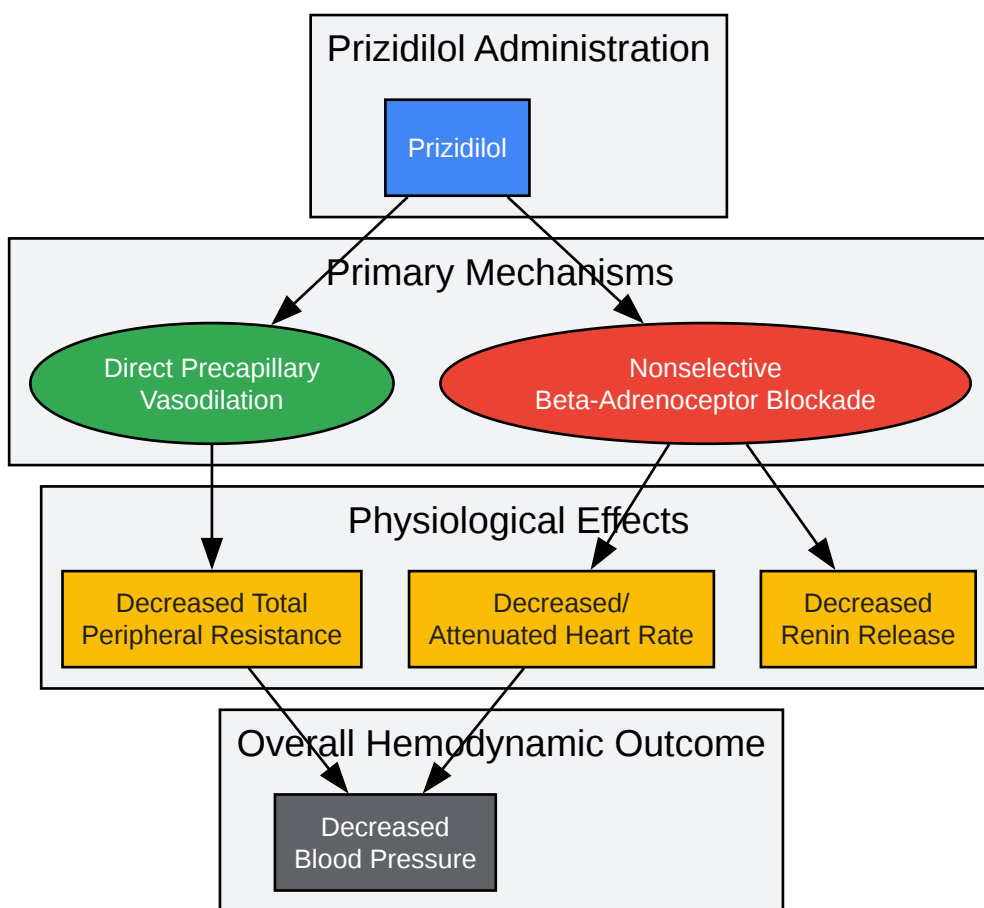 Prizidilol Administration
Prizidilol
Primary Mechanisms
Direct Precapillary
Vasodilation
Nonselective
Beta-Adrenoceptor Blockade
Physiological Effects
Decreased Total
Peripheral Resistance
Decreased/
Attenuated Heart Rate
Decreased
Renin Release
Overall Hemodynamic Outcome
Decreased
Blood Pressure